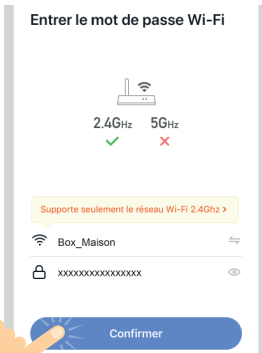 Entrer le mot de passe Wi-Fi
2.4GHz 5GHz
Supporte seulement le réseau Wi-Fi 2.4Ghz >
Box_Maison
xxxxxxxxxxxxxxxx
Confirmer